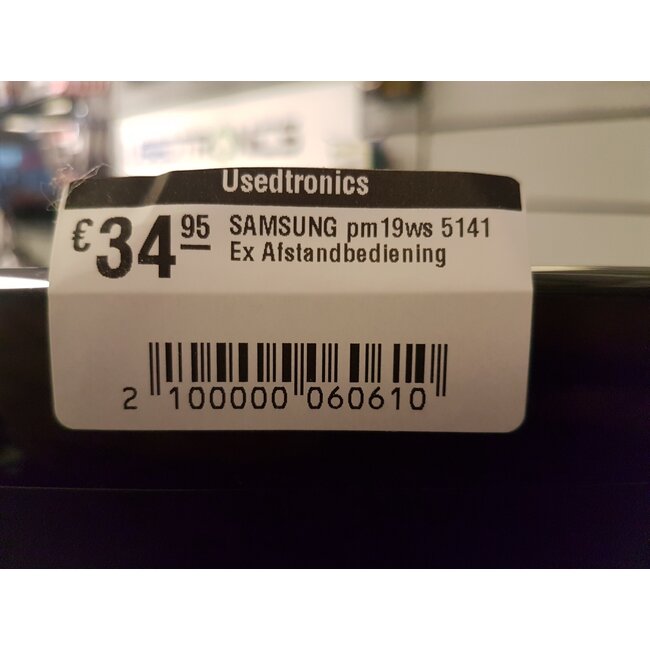 Usedtronics
€34 95
SAMSUNG pm19ws 5141
Ex Afstandbediening
2 100000 060610